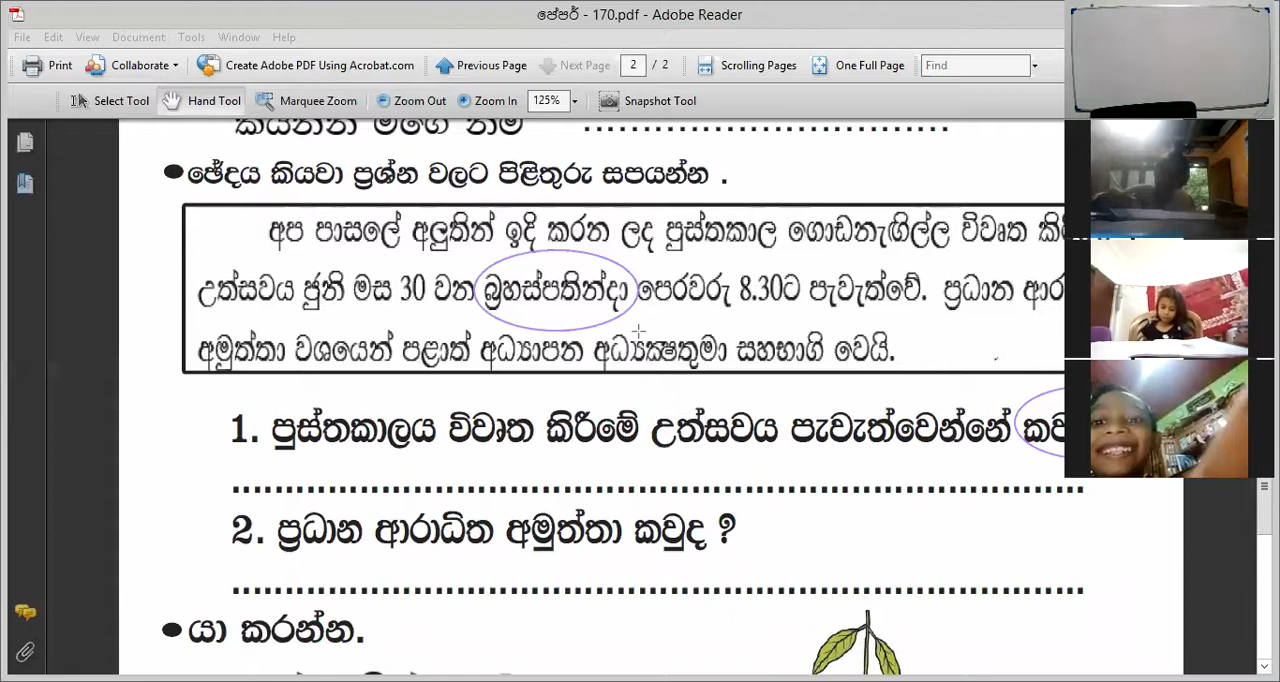 පේපර් - 170.pdf - Adobe Reader
File Edit View Document Tools Window Help
Print Collaborate Create Adobe PDF Using Acrobat.com Previous Page Next Page 2 / 2 Scrolling Pages One Full Page Find
Select Tool Hand Tool Marquee Zoom Zoom Out Zoom In 125% Snapshot Tool
කියන්න මගේ නම ..............................
● ඡේදය කියවා ප්‍රශ්න වලට පිළිතුරු සපයන්න .
අප පාසලේ අලුතින් ඉදි කරන ලද පුස්තකාල ගොඩනැඟිල්ල විවෘත
උත්සවය ජුනි මස 30 වන බ්‍රහස්පතින්දා පෙරවරු 8.30ට පැවැත්වේ. ප්‍රධාන
අමුත්තා වශයෙන් පළාත් අධ්‍යාපන අධ්‍යක්ෂතුමා සහභාගි වෙයි.
1. පුස්තකාලය විවෘත කිරීමේ උත්සවය පැවැත්වෙන්නේ
2. ප්‍රධාන ආරාධිත අමුත්තා කවුද ?
● යා කරන්න.